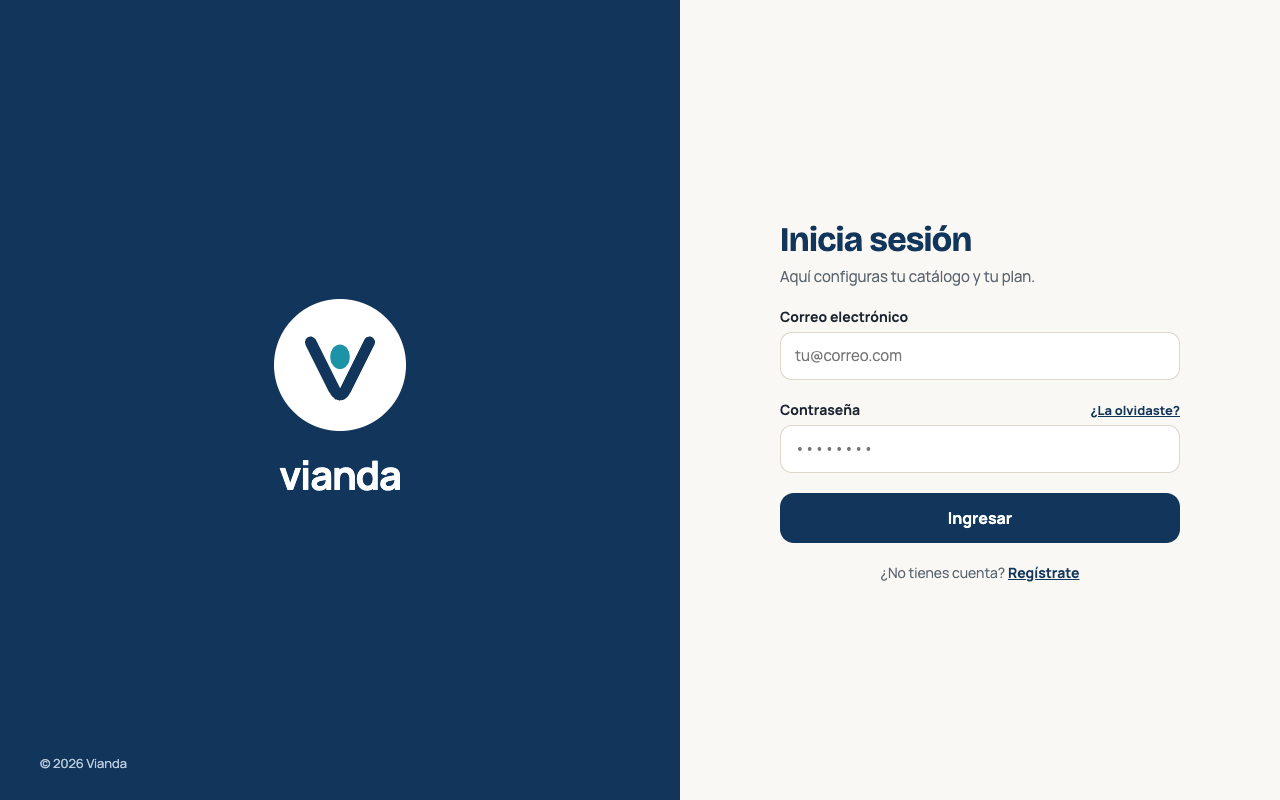 vianda
© 2026 Vianda
Inicia sesión
Aquí configuras tu catálogo y tu plan.
Correo electrónico
tu@correo.com
Contraseña ¿La olvidaste?
••••••••
Ingresar
¿No tienes cuenta? Regístrate